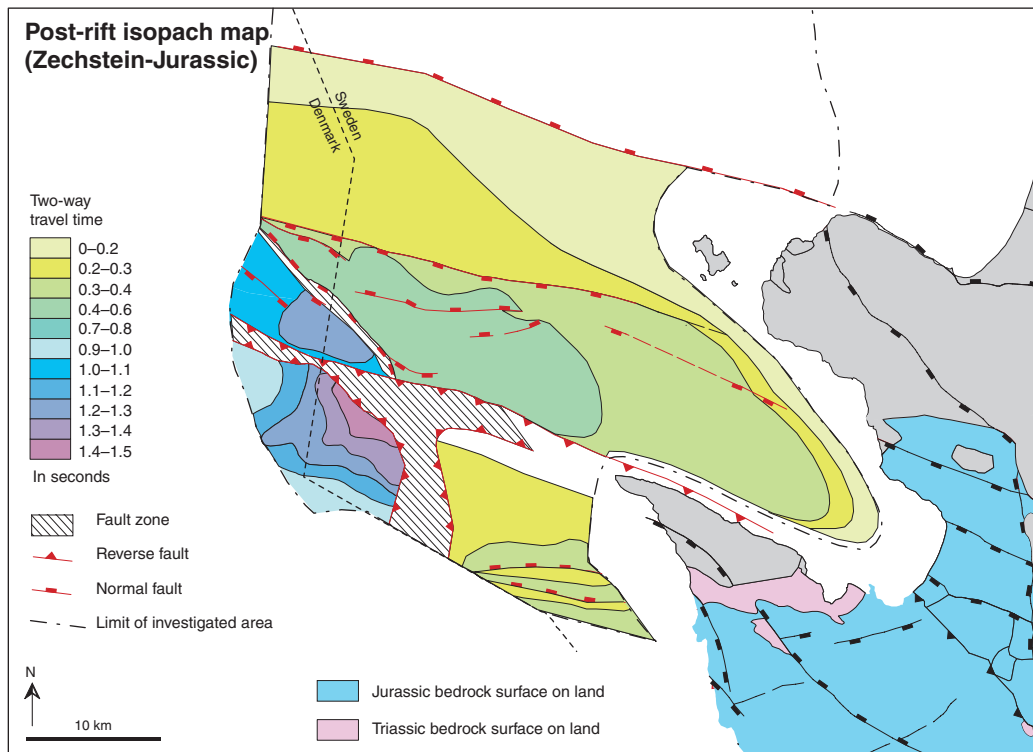 Post-rift isopach map
(Zechstein-Jurassic)
Sweden
Denmark
Two-way
travel time
0–0.2
0.2–0.3
0.3–0.4
0.4–0.6
0.7–0.8
0.9–1.0
1.0–1.1
1.1–1.2
1.2–1.3
1.3–1.4
1.4–1.5
In seconds
Fault zone
Reverse fault
Normal fault
Limit of investigated area
N
10 km
Jurassic bedrock surface on land
Triassic bedrock surface on land